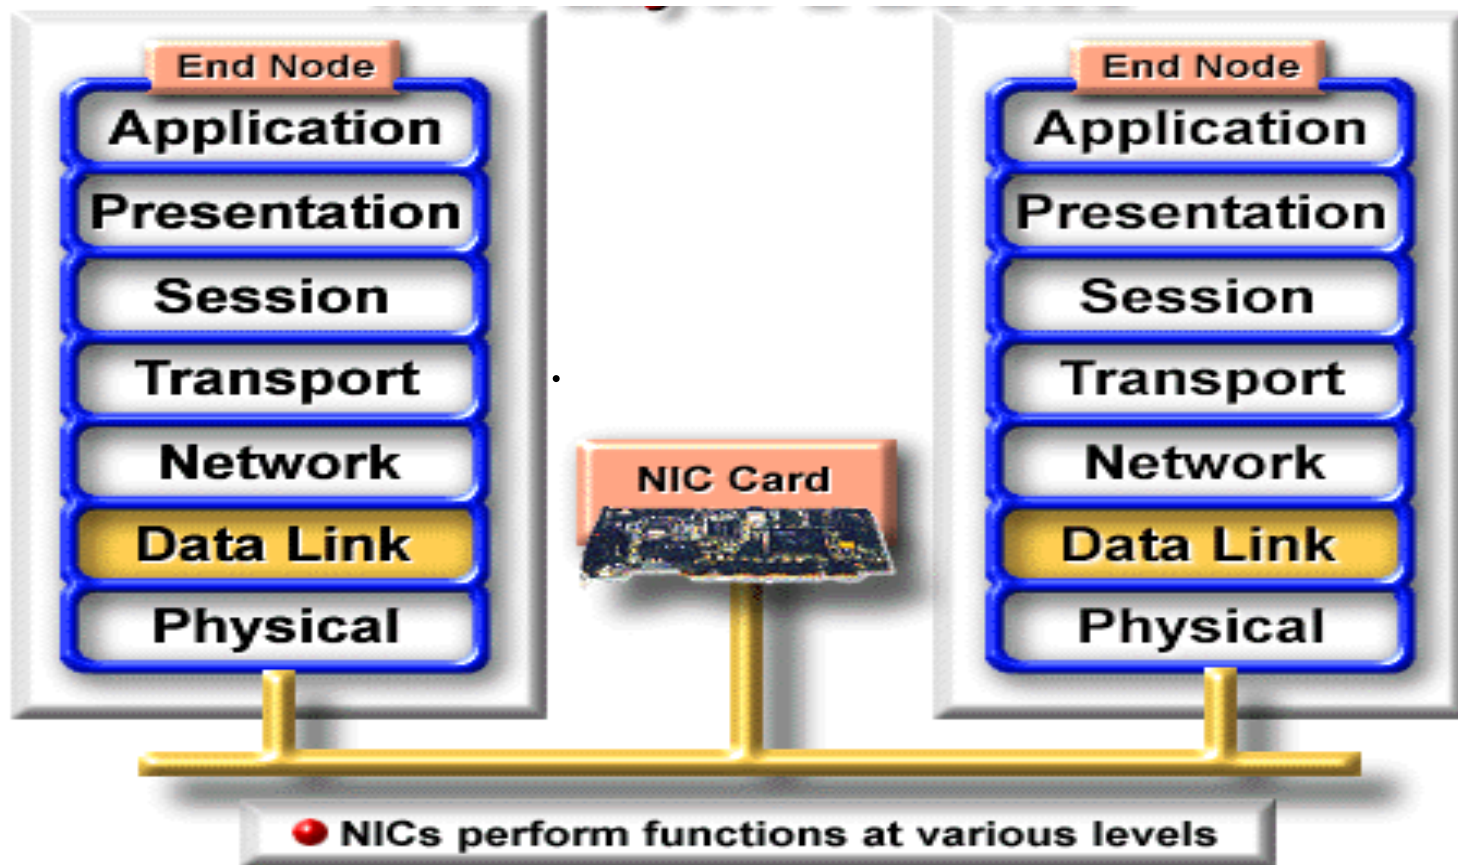 End Node
Application
Presentation
Session
Transport
Network
Data Link
Physical
NIC Card
End Node
Application
Presentation
Session
Transport
Network
Data Link
Physical
NICs perform functions at various levels